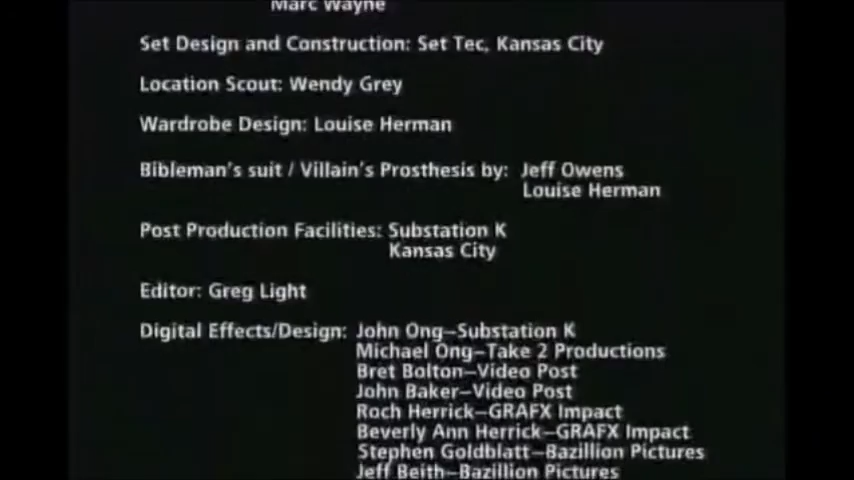 Marc Wayne
Set Design and Construction: Set Tec, Kansas City
Location Scout: Wendy Grey
Wardrobe Design: Louise Herman
Bibleman's suit / Villain's Prosthesis by: Jeff Owens
Louise Herman
Post Production Facilities: Substation K
Kansas City
Editor: Greg Light
Digital Effects/Design: John Ong—Substation K
Michael Ong—Take 2 Productions
Bret Bolton—Video Post
John Baker—Video Post
Roch Herrick—GRAFX Impact
Beverly Ann Herrick—GRAFX Impact
Stephen Goldblatt—Bazillion Pictures
Jeff Beith—Bazillion Pictures